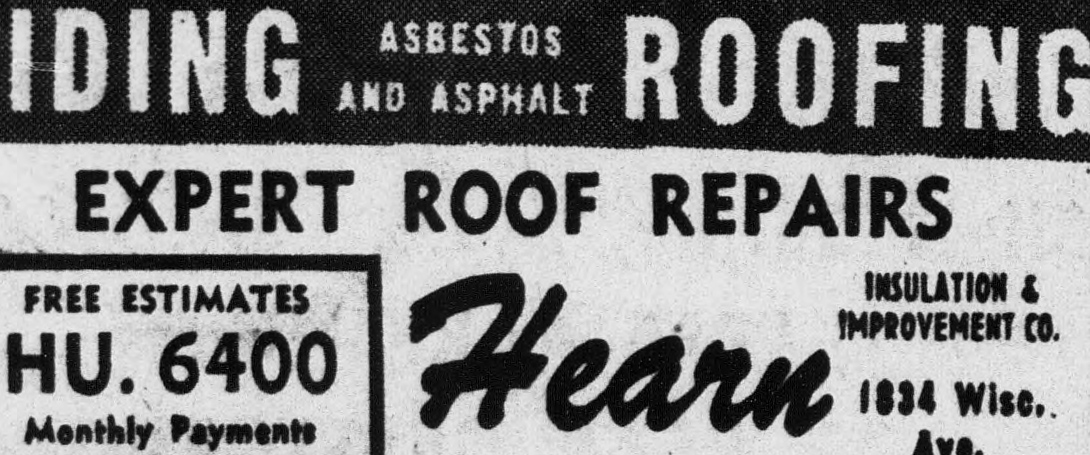 IDING ASBESTOS AND ASPHALT ROOFING
EXPERT ROOF REPAIRS
FREE ESTIMATES
HU. 6400
Monthly Payments
Hearn
INSULATION &
IMPROVEMENT CO.
1834 Wisc.
Ave.